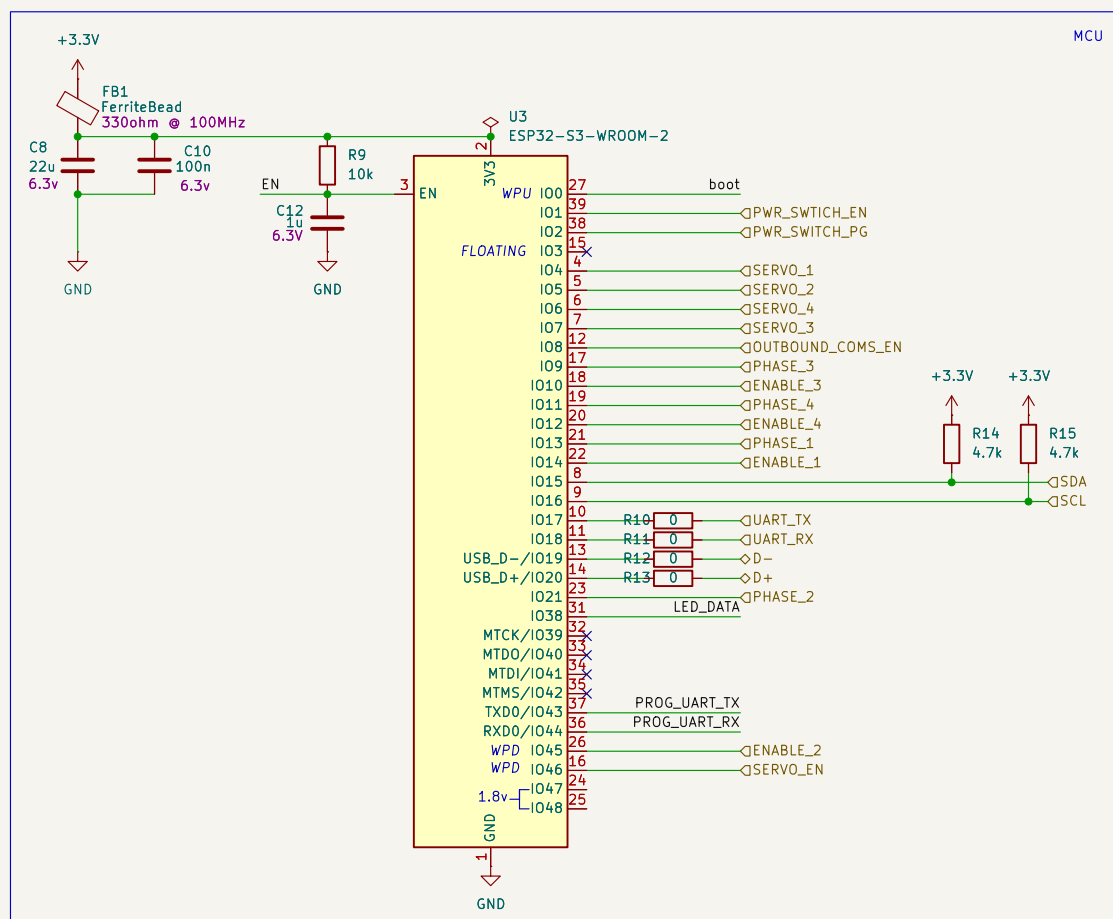 MCU
+3.3V
FB1
FerriteBead
330ohm @ 100MHz
C8
22u
6.3v
C10
100n
6.3v
GND
R9
10k
EN
C12
1u
6.3V
GND
U3
ESP32-S3-WROOM-2
2
3V3
3 EN
WPU IO0 27 boot
IO1 39 PWR_SWTICH_EN
IO2 38 PWR_SWITCH_PG
FLOATING IO3 15
IO4 4 SERVO_1
IO5 5 SERVO_2
IO6 6 SERVO_4
IO7 7 SERVO_3
IO8 12 OUTBOUND_COMS_EN
IO9 17 PHASE_3
IO10 18 ENABLE_3
IO11 19 PHASE_4
IO12 20 ENABLE_4
IO13 21 PHASE_1
IO14 22 ENABLE_1
IO15 8 SDA
IO16 9 SCL
+3.3V
R14
4.7k
+3.3V
R15
4.7k
IO17 10 R10 0 UART_TX
IO18 11 R11 0 UART_RX
USB_D-/IO19 13 R12 0 D-
USB_D+/IO20 14 R13 0 D+
IO21 23 PHASE_2
IO38 31 LED_DATA
MTCK/IO39 32
MTDO/IO40 33
MTDI/IO41 34
MTMS/IO42 35
TXD0/IO43 37 PROG_UART_TX
RXD0/IO44 36 PROG_UART_RX
WPD IO45 26 ENABLE_2
WPD IO46 16 SERVO_EN
IO47 24
1.8v
IO48 25
GND
1
GND